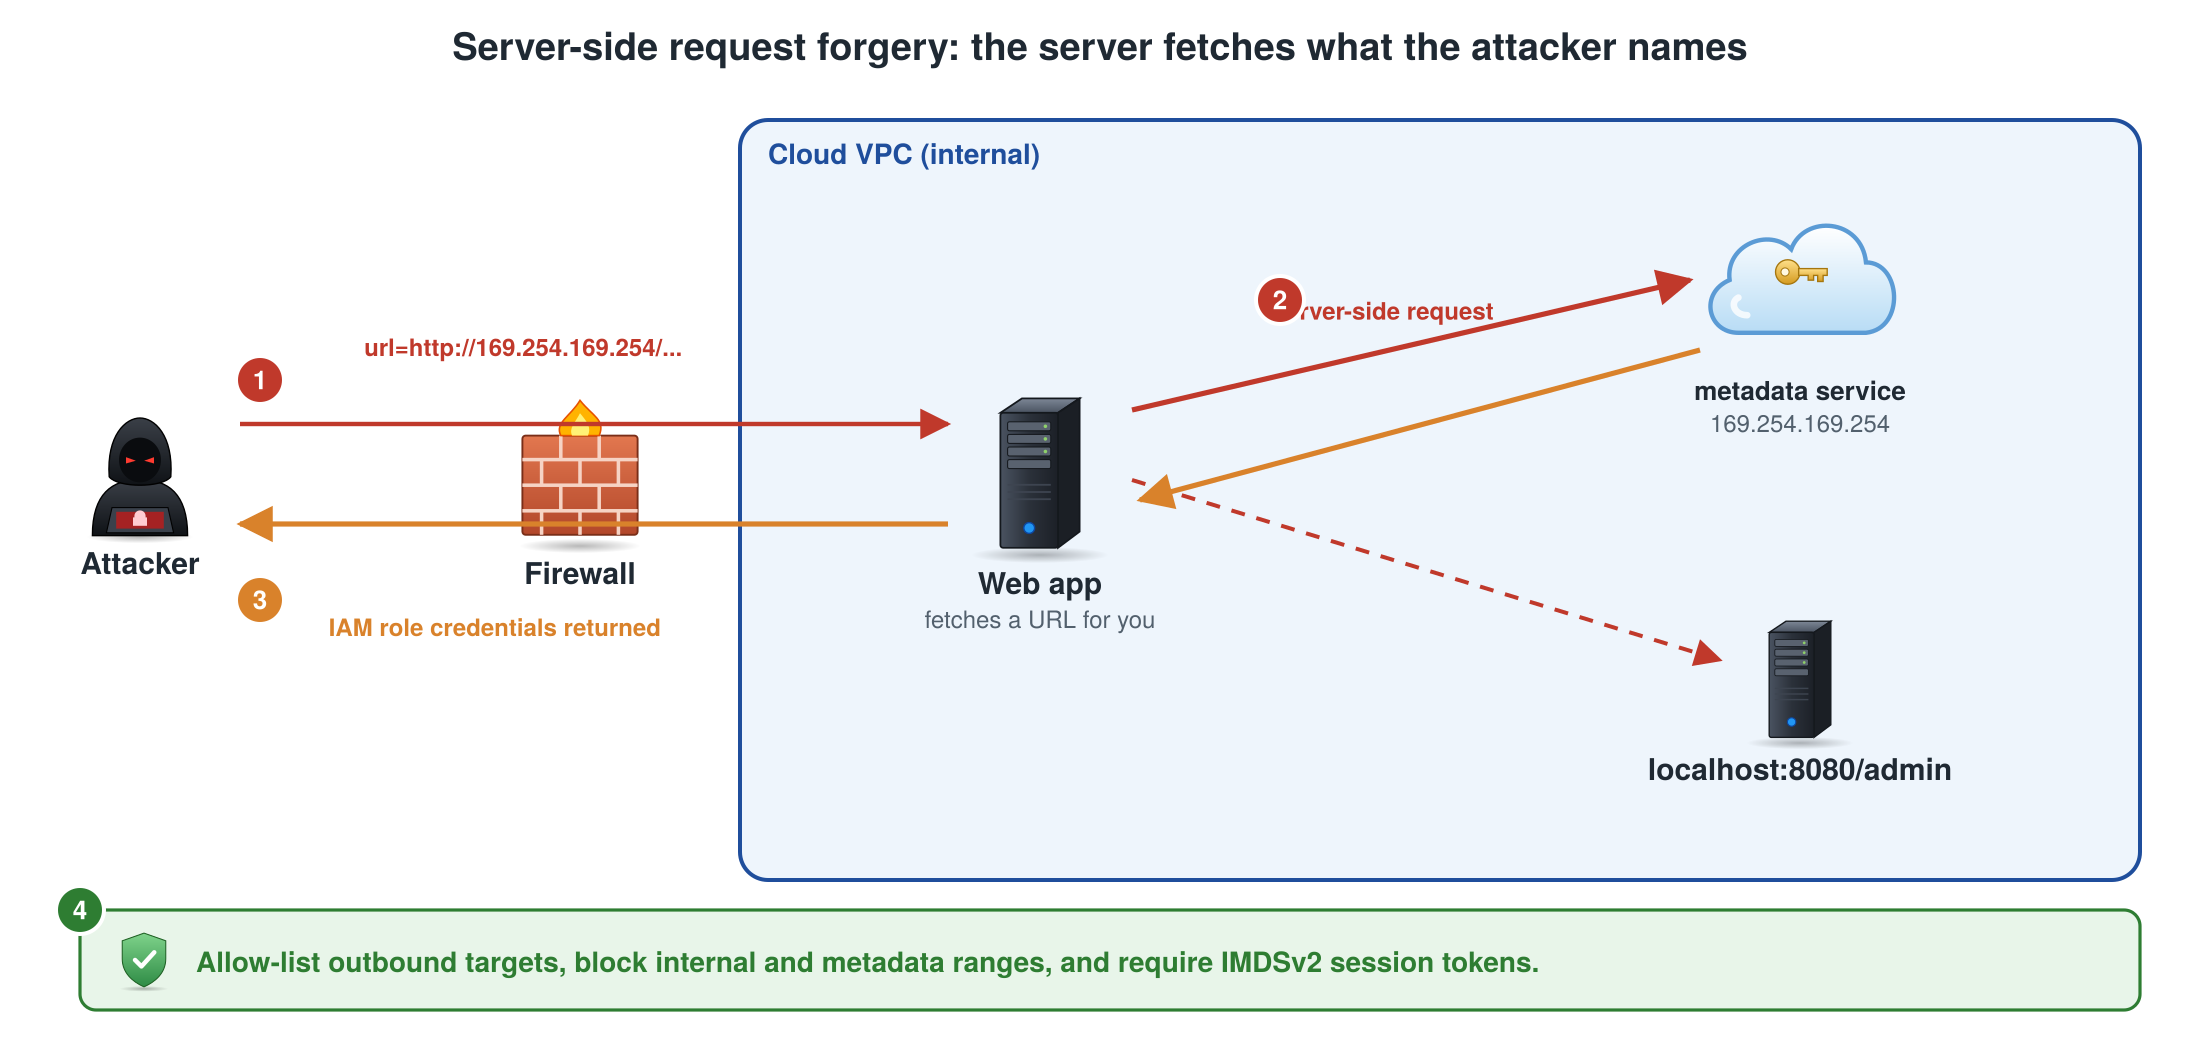 Server-side request forgery: the server fetches what the attacker names
Cloud VPC (internal)
url=http://169.254.169.254/...
1
2
rver-side request
metadata service
169.254.169.254
Attacker
Firewall
Web app
fetches a URL for you
3
IAM role credentials returned
localhost:8080/admin
4
Allow-list outbound targets, block internal and metadata ranges, and require IMDSv2 session tokens.